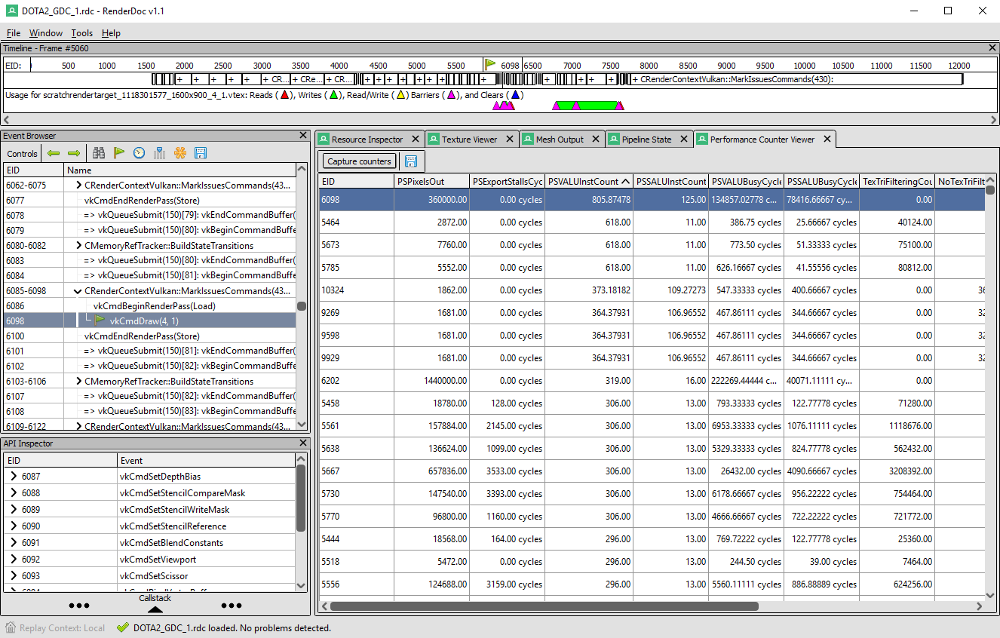 DOTA2_GDC_1.rdc - RenderDoc v1.1
File Window Tools Help
Timeline - Frame #5060
EID: 500 1000 1500 2000 2500 3000 3500 4000 4500 5000 5500 6098 6500 7000 7500 8000 8500 9000 9500 10000 10500 11000 11500 12000
+ + + + + + CR... + CRe... + CR... + + + + + + + + + + + + + CRenderContextVulkan::MarkIssuesCommands(430):
Usage for scratchrendertarget_1118301577_1600x900_4_1.vtex: Reads ( ), Writes ( ), Read/Write ( ) Barriers ( ), and Clears ( )
Event Browser
Controls
EID Name
6062-6075 CRenderContextVulkan::MarkIssuesCommands(43...
6077 vkCmdEndRenderPass(Store)
6078 => vkQueueSubmit(150)[79]: vkEndCommandBuffer(
6079 => vkQueueSubmit(150)[80]: vkBeginCommandBuffe
6080-6082 CMemoryRefTracker::BuildStateTransitions
6083 => vkQueueSubmit(150)[80]: vkEndCommandBuffer(
6084 => vkQueueSubmit(150)[81]: vkBeginCommandBuffe
6085-6098 CRenderContextVulkan::MarkIssuesCommands(43...
6086 vkCmdBeginRenderPass(Load)
6098 vkCmdDraw(4, 1)
6100 vkCmdEndRenderPass(Store)
6101 => vkQueueSubmit(150)[81]: vkEndCommandBuffer(
6102 => vkQueueSubmit(150)[82]: vkBeginCommandBuffe
6103-6106 CMemoryRefTracker::BuildStateTransitions
6107 => vkQueueSubmit(150)[82]: vkEndCommandBuffer(
6108 => vkQueueSubmit(150)[83]: vkBeginCommandBuffe
6109-6122 CRenderContextVulkan::MarkIssuesCommands(43...
API Inspector
EID Event
6087 vkCmdSetDepthBias
6088 vkCmdSetStencilCompareMask
6089 vkCmdSetStencilWriteMask
6090 vkCmdSetStencilReference
6091 vkCmdSetBlendConstants
6092 vkCmdSetViewport
6093 vkCmdSetScissor
Callstack
Resource Inspector Texture Viewer Mesh Output Pipeline State Performance Counter Viewer
Capture counters
EID PSPixelsOut PSExportStallsCyc PSVALUInstCount PSSALUInstCount PSVALUBusyCycle PSSALUBusyCycle TexTriFilteringCou NoTexTriFilt
6098 360000.00 0.00 cycles 805.87478 125.00 134857.02778 c... 78416.66667 cy... 0.00
5464 2872.00 0.00 cycles 618.00 11.00 386.75 cycles 25.66667 cycles 40124.00
5673 7760.00 0.00 cycles 618.00 11.00 773.50 cycles 51.33333 cycles 75100.00
5785 5552.00 0.00 cycles 618.00 11.00 626.16667 cycles 41.55556 cycles 80812.00
10324 1862.00 0.00 cycles 373.18182 109.27273 547.33333 cycles 400.66667 cycles 0.00 36
9269 1681.00 0.00 cycles 364.37931 106.96552 467.86111 cycles 344.66667 cycles 0.00 32
9598 1681.00 0.00 cycles 364.37931 106.96552 467.86111 cycles 344.66667 cycles 0.00 32
9929 1681.00 0.00 cycles 364.37931 106.96552 467.86111 cycles 344.66667 cycles 0.00 32
6202 1440000.00 0.00 cycles 319.00 16.00 222269.44444 c... 40071.11111 cy... 0.00
5458 18780.00 128.00 cycles 306.00 13.00 793.33333 cycles 122.77778 cycles 71280.00
5561 157884.00 2145.00 cycles 306.00 13.00 6953.33333 cycles 1076.11111 cycles 1118676.00
5638 136624.00 1099.00 cycles 306.00 13.00 5329.33333 cycles 824.77778 cycles 562432.00
5667 657836.00 3533.00 cycles 306.00 13.00 26432.00 cycles 4090.66667 cycles 3208392.00
5730 147540.00 3393.00 cycles 306.00 13.00 6178.66667 cycles 956.22222 cycles 754464.00
5770 96800.00 1160.00 cycles 306.00 13.00 4666.66667 cycles 722.22222 cycles 721772.00
5444 18568.00 164.00 cycles 296.00 13.00 769.72222 cycles 122.77778 cycles 25360.00
5518 5472.00 0.00 cycles 296.00 13.00 244.50 cycles 39.00 cycles 7464.00
5556 124688.00 3159.00 cycles 296.00 13.00 5560.11111 cycles 886.88889 cycles 624256.00
Replay Context: Local DOTA2_GDC_1.rdc loaded. No problems detected.